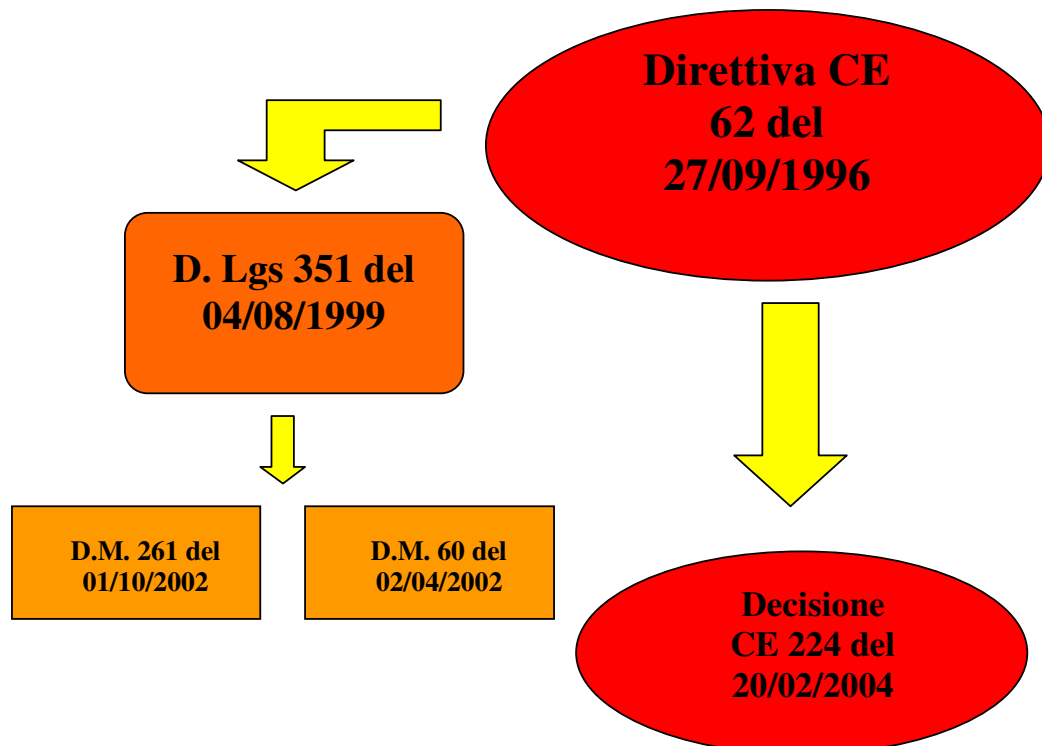 Direttiva CE
62 del
27/09/1996
D. Lgs 351 del
04/08/1999
D.M. 261 del
01/10/2002
D.M. 60 del
02/04/2002
Decisione
CE 224 del
20/02/2004